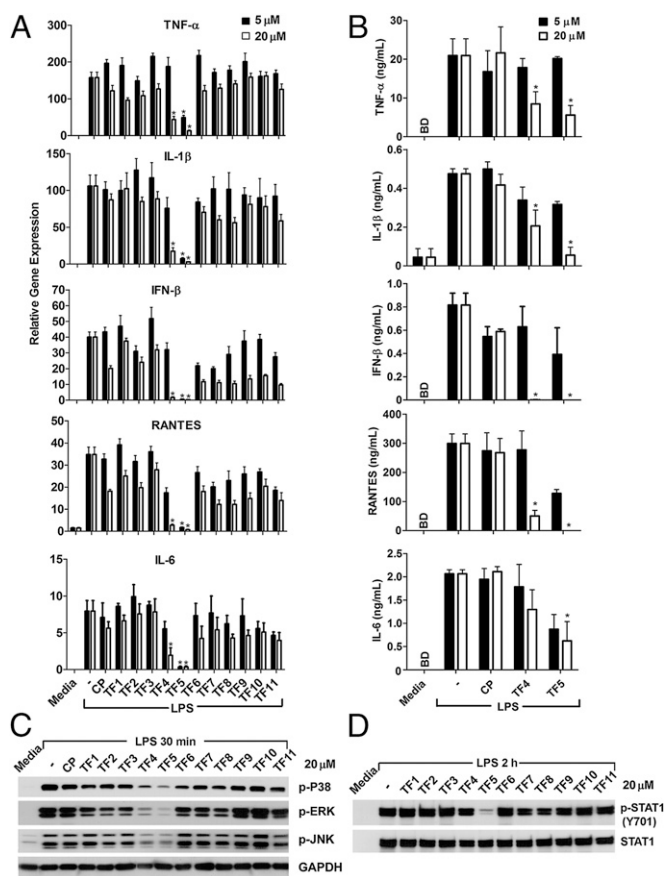 A
TNF-α
5 μM
20 μM
300
200
100
0
IL-1β
150
100
50
0
Relative Gene Expression
IFN-β
60
50
40
30
20
10
0
RANTES
50
40
30
20
10
0
IL-6
15
10
5
0
Media - CP TF1 TF2 TF3 TF4 TF5 TF6 TF7 TF8 TF9 TF10 TF11
LPS
B
5 μM
20 μM
TNF-α (ng/mL)
30
20
10
0
BD
IL-1β (ng/mL)
0.6
0.4
0.2
0.0
IFN-β (ng/mL)
1.0
0.8
0.6
0.4
0.2
0
BD
RANTES (ng/mL)
400
300
200
100
0
BD
IL-6 (ng/mL)
2.5
2.0
1.5
1.0
0.5
0.0
BD
Media - CP TF4 TF5
LPS
C
LPS 30 min
Media - CP TF1 TF2 TF3 TF4 TF5 TF6 TF7 TF8 TF9 TF10 TF11
20 μM
p-P38
p-ERK
p-JNK
GAPDH
D
LPS 2 h
Media - TF1 TF2 TF3 TF4 TF5 TF6 TF7 TF8 TF9 TF10 TF11
20 μM
p-STAT1
(Y701)
STAT1